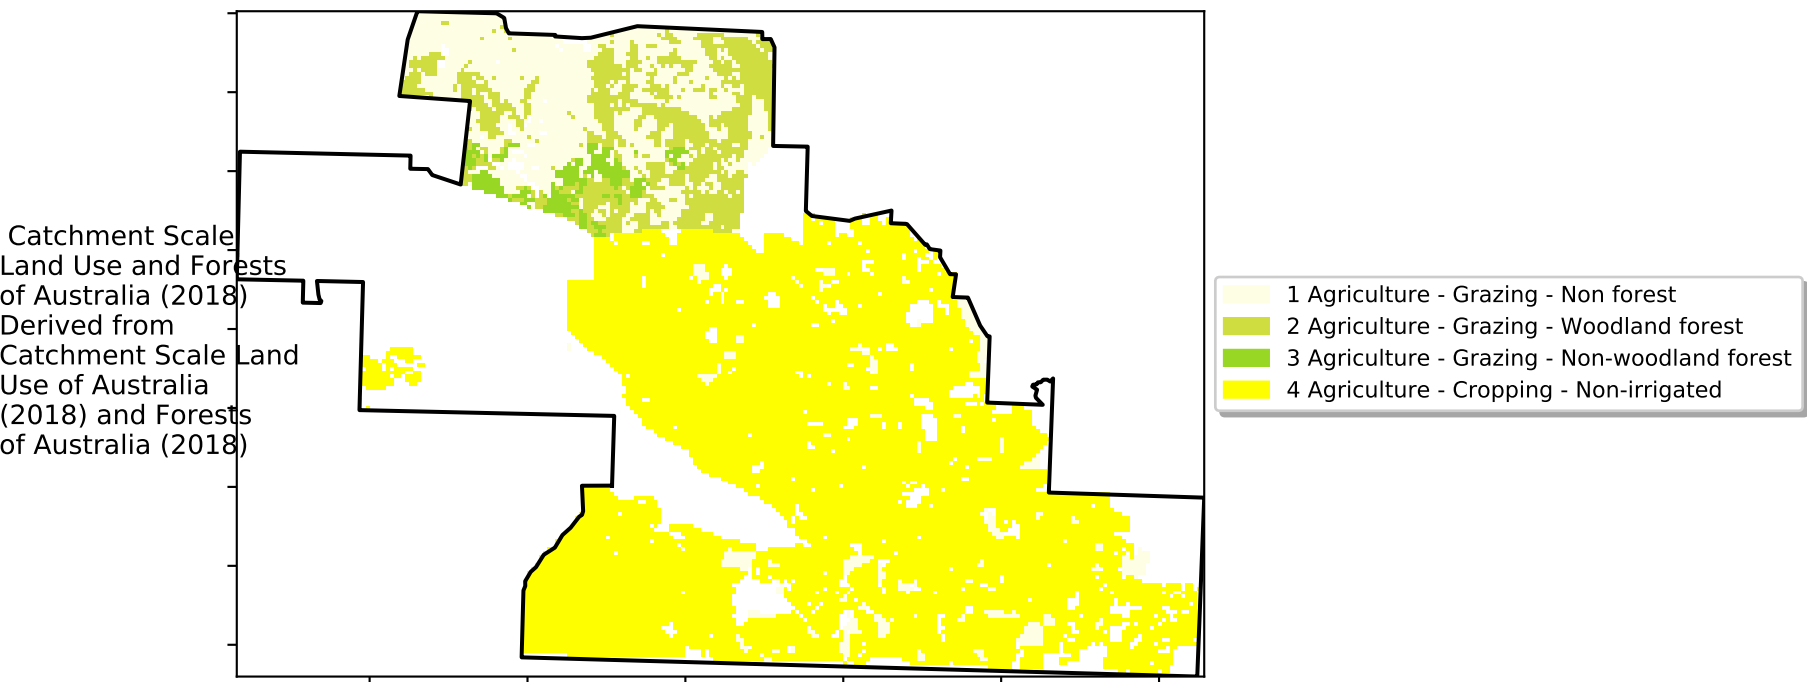 Catchment Scale
Land Use and Forests
of Australia (2018)
Derived from
Catchment Scale Land
Use of Australia
(2018) and Forests
of Australia (2018)
1 Agriculture - Grazing - Non forest
2 Agriculture - Grazing - Woodland forest
3 Agriculture - Grazing - Non-woodland forest
4 Agriculture - Cropping - Non-irrigated